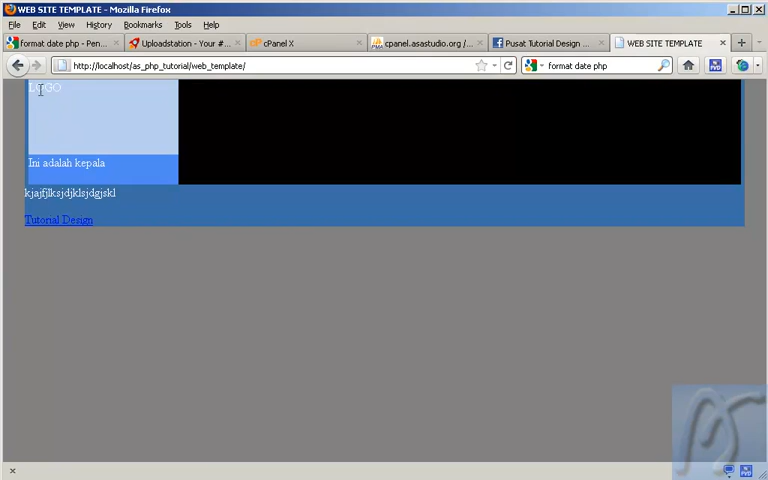 WEB SITE TEMPLATE - Mozilla Firefox
File Edit View History Bookmarks Tools Help
format date php - Pen... Uploadstation - Your #... cPanel X cpanel.asastudio.org /... Pusat Tutorial Design ... WEB SITE TEMPLATE
http://localhost/as_php_tutorial/web_template/ format date php
LOGO
Ini adalah kepala
kjajfjlksjdjklsjdgjskl
Tutorial Design